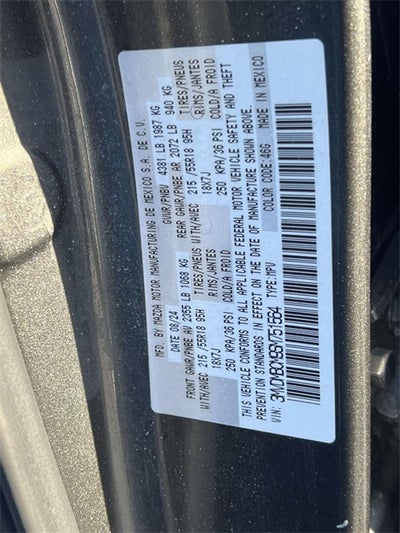 MFD. BY MAZDA MOTOR MANUFACTURING DE MEXICO S.A. DE C.V.
DATE 08/24 GVWR/PNBV 4381 LB 1987 KG
FRONT GAWR/PNBE AV 2355 LB 1068 KG REAR GAWR/PNBE AR 2072 LB 940 KG
WITH/AVEC 215/55R18 95H TIRES/PNEUS WITH/AVEC 215/55R18 95H TIRES/PNEUS
18X7J RIMS/JANTES 18X7J RIMS/JANTES
250 KPA/36 PSI COLD/A FROID 250 KPA/36 PSI COLD/A FROID
THIS VEHICLE CONFORMS TO ALL APPLICABLE FEDERAL MOTOR VEHICLE SAFETY AND THEFT
PREVENTION STANDARDS IN EFFECT ON THE DATE OF MANUFACTURE SHOWN ABOVE.
VIN: TYPE:MPV COLOR CODE:46G MADE IN MEXICO